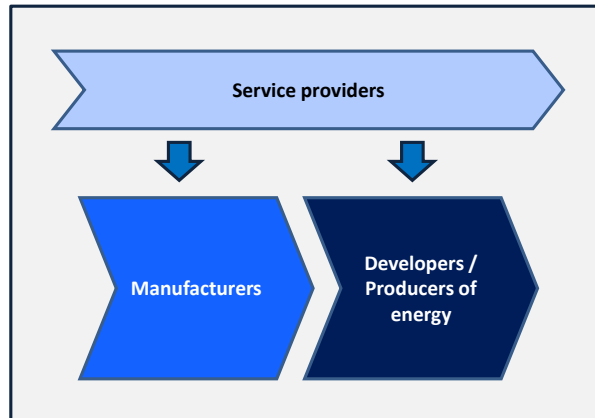 Service providers
Manufacturers
Developers /
Producers of
energy